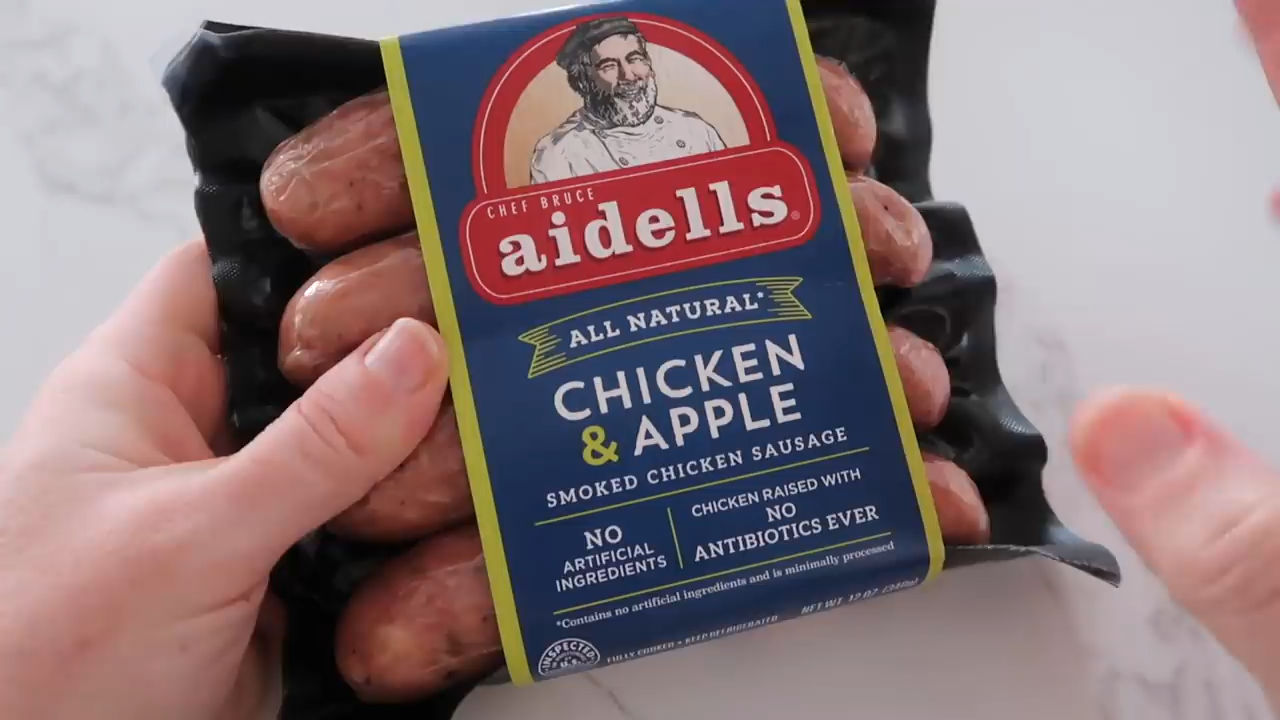 CHEF BRUCE
aidells®
ALL NATURAL*
CHICKEN
& APPLE
SMOKED CHICKEN SAUSAGE
NO
ARTIFICIAL
INGREDIENTS
CHICKEN RAISED WITH
NO
ANTIBIOTICS EVER
*Contains no artificial ingredients and is minimally processed
FULLY COOKED • KEEP REFRIGERATED
NET WT. 12 OZ. (340g)
INSPECTED
U.S.